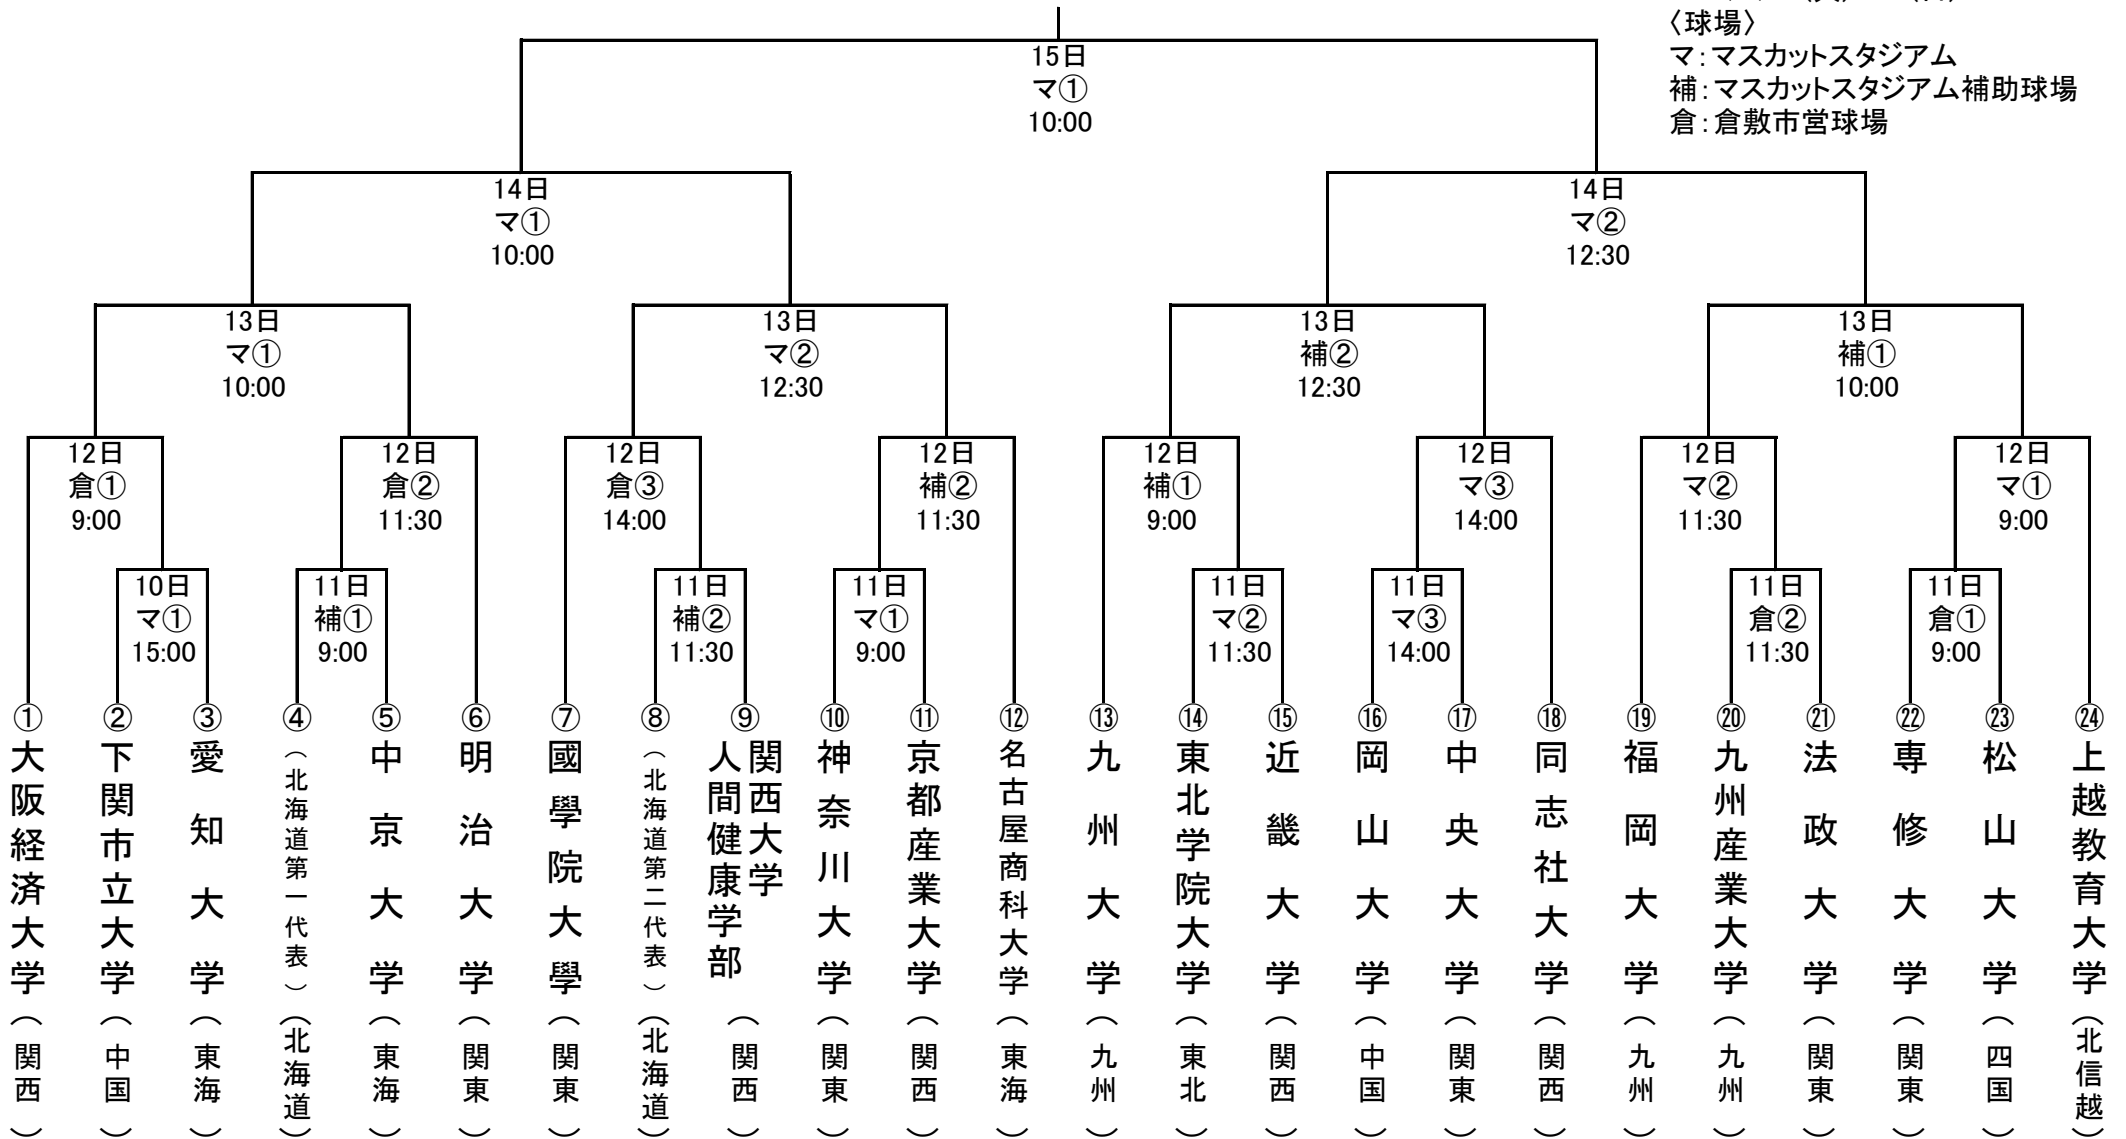 〈球場〉
マ：マスカットスタジアム
補：マスカットスタジアム補助球場
倉：倉敷市営球場
15日
マ①
10:00
14日
マ①
10:00
14日
マ②
12:30
13日
マ①
10:00
13日
マ②
12:30
13日
補②
12:30
13日
補①
10:00
12日
倉①
9:00
12日
倉②
11:30
12日
倉③
14:00
12日
補②
11:30
12日
補①
9:00
12日
マ③
14:00
12日
マ②
11:30
12日
マ①
9:00
10日
マ①
15:00
11日
補①
9:00
11日
補②
11:30
11日
マ①
9:00
11日
マ②
11:30
11日
マ③
14:00
11日
倉②
11:30
11日
倉①
9:00
①大阪経済大学（関西）
②下関市立大学（中国）
③愛知大学（東海）
④（北海道第一代表）（北海道）
⑤中京大学（東海）
⑥明治大学（関東）
⑦國學院大學（関東）
⑧（北海道第二代表）（北海道）
⑨関西大学
人間健康学部（関西）
⑩神奈川大学（関東）
⑪京都産業大学（関西）
⑫名古屋商科大学（東海）
⑬九州大学（九州）
⑭東北学院大学（東北）
⑮近畿大学（関西）
⑯岡山大学（中国）
⑰中央大学（関東）
⑱同志社大学（関西）
⑲福岡大学（九州）
⑳九州産業大学（九州）
㉑法政大学（関東）
㉒専修大学（関東）
㉓松山大学（四国）
㉔上越教育大学（北信越）